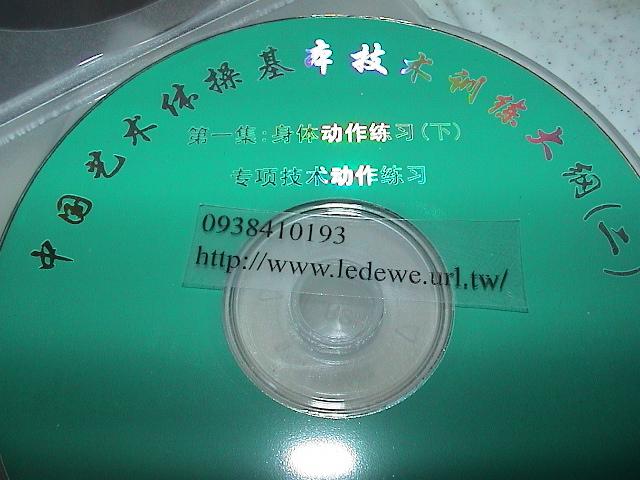 中国艺术体操基本技术训练大纲(二)
第一集:身体动作练习(下)
专项技术动作练习
0938410193
http://www.ledewe.url.tw/